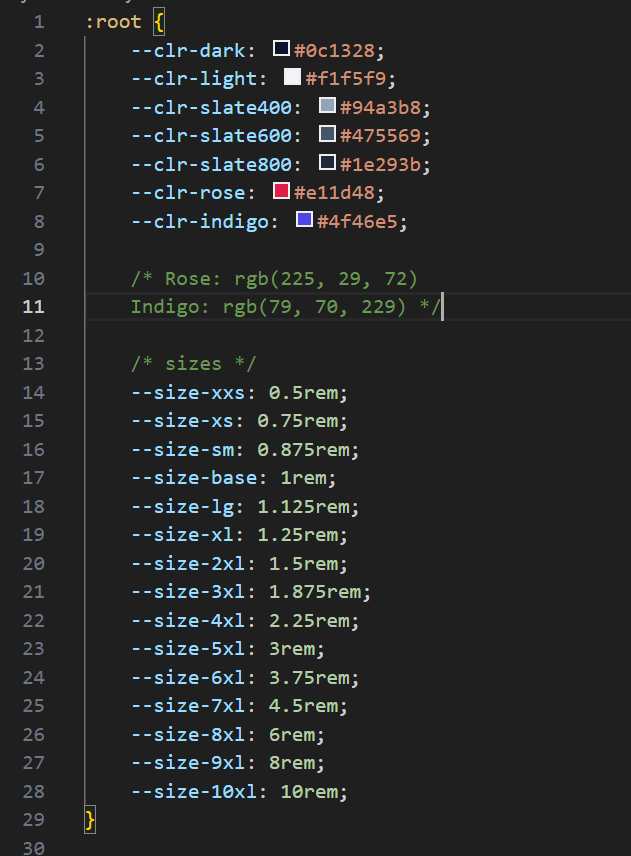 1 :root {
2 --clr-dark: #0c1328;
3 --clr-light: #f1f5f9;
4 --clr-slate400: #94a3b8;
5 --clr-slate600: #475569;
6 --clr-slate800: #1e293b;
7 --clr-rose: #e11d48;
8 --clr-indigo: #4f46e5;
9
10 /* Rose: rgb(225, 29, 72)
11 Indigo: rgb(79, 70, 229) */
12
13 /* sizes */
14 --size-xxs: 0.5rem;
15 --size-xs: 0.75rem;
16 --size-sm: 0.875rem;
17 --size-base: 1rem;
18 --size-lg: 1.125rem;
19 --size-xl: 1.25rem;
20 --size-2xl: 1.5rem;
21 --size-3xl: 1.875rem;
22 --size-4xl: 2.25rem;
23 --size-5xl: 3rem;
24 --size-6xl: 3.75rem;
25 --size-7xl: 4.5rem;
26 --size-8xl: 6rem;
27 --size-9xl: 8rem;
28 --size-10xl: 10rem;
29 }
30